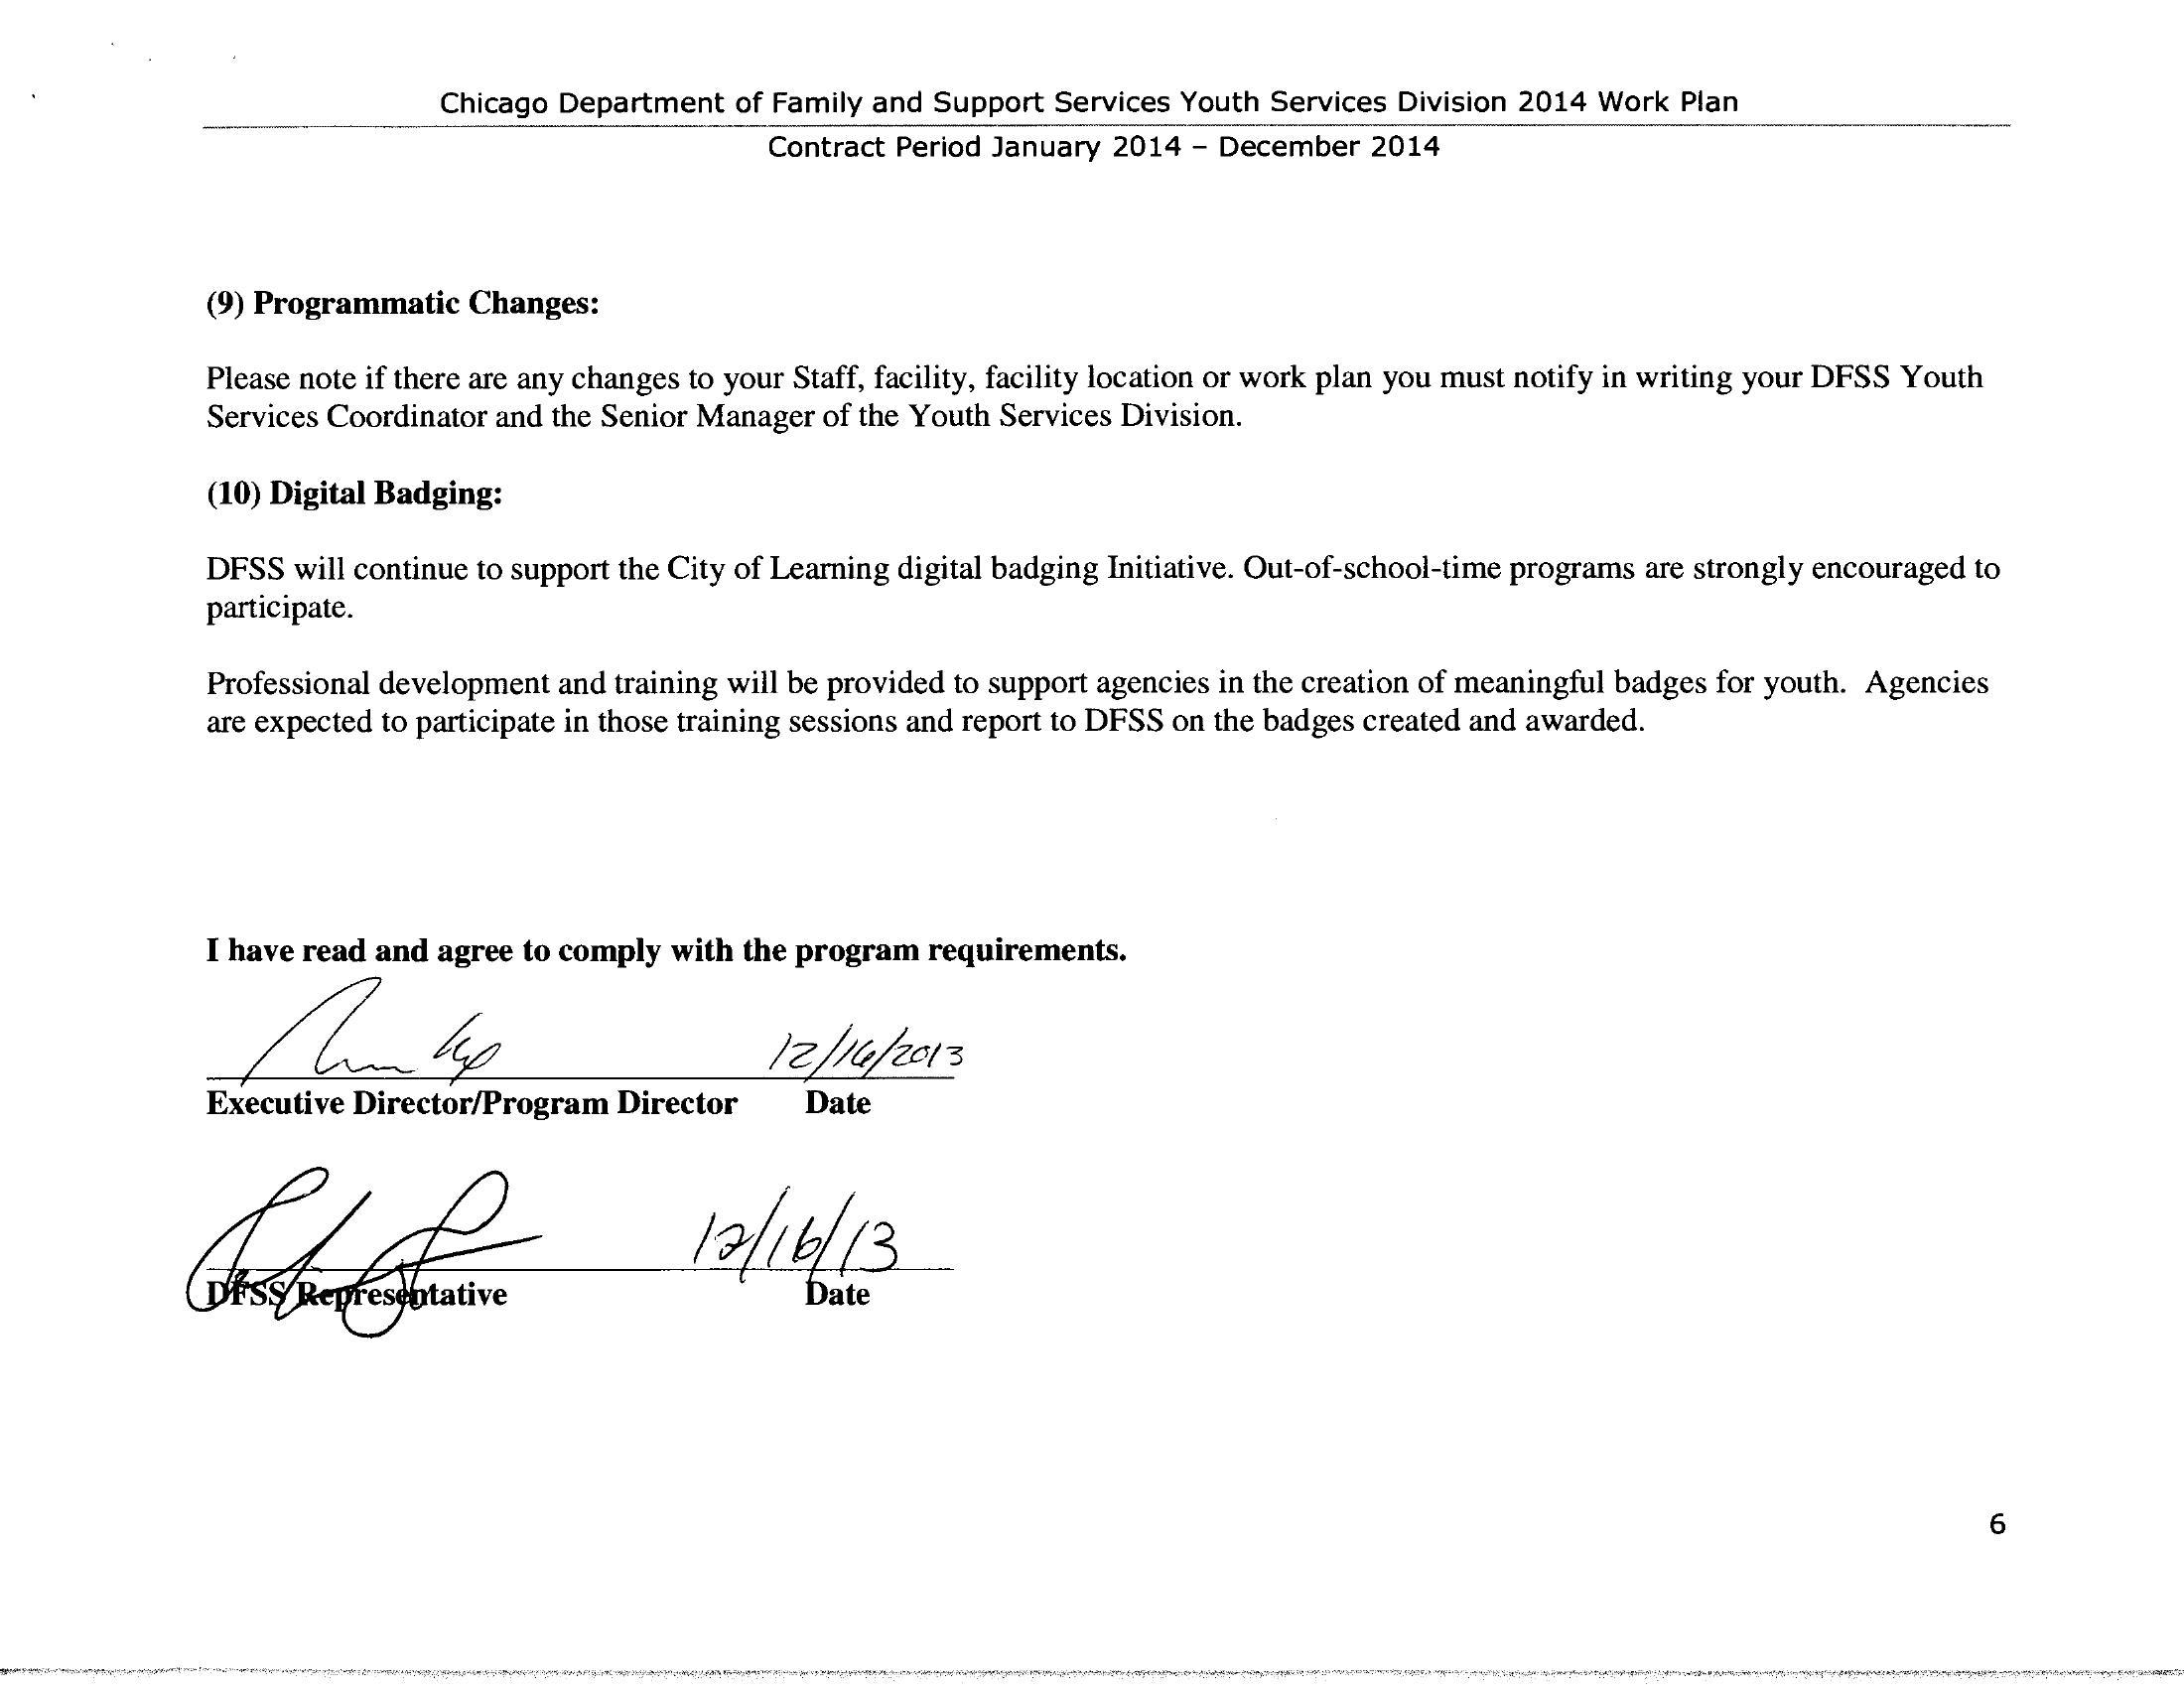 Chicago Department of Family and Support Services Youth Services Division 2014 Work Plan
Contract Period January 2014 – December 2014
(9) Programmatic Changes:
Please note if there are any changes to your Staff, facility, facility location or work plan you must notify in writing your DFSS Youth
Services Coordinator and the Senior Manager of the Youth Services Division.
(10) Digital Badging:
DFSS will continue to support the City of Learning digital badging Initiative. Out-of-school-time programs are strongly encouraged to
participate.
Professional development and training will be provided to support agencies in the creation of meaningful badges for youth.  Agencies
are expected to participate in those training sessions and report to DFSS on the badges created and awarded.
I have read and agree to comply with the program requirements.
12/16/2013
Executive Director/Program Director Date
12/16/13
DFSS Representative Date
6